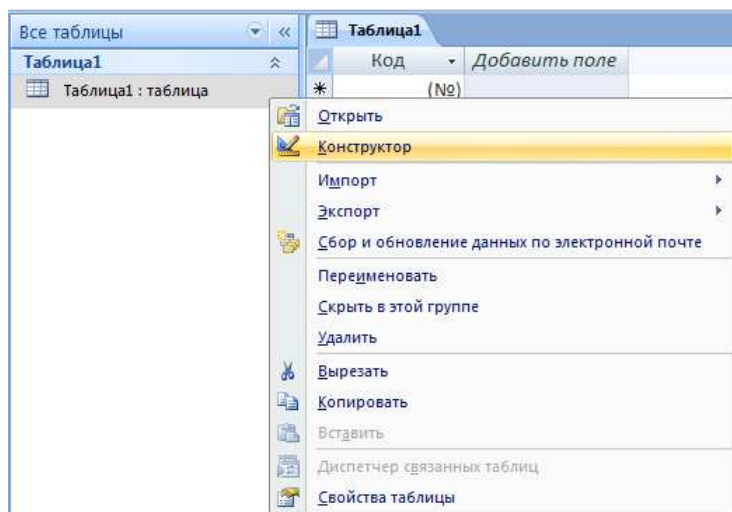 Все таблицы
Таблица1
Таблица1 : таблица
Таблица1
Код Добавить поле
(№)
Открыть
Конструктор
Импорт
Экспорт
Сбор и обновление данных по электронной почте
Переименовать
Скрыть в этой группе
Удалить
Вырезать
Копировать
Вставить
Диспетчер связанных таблиц
Свойства таблицы